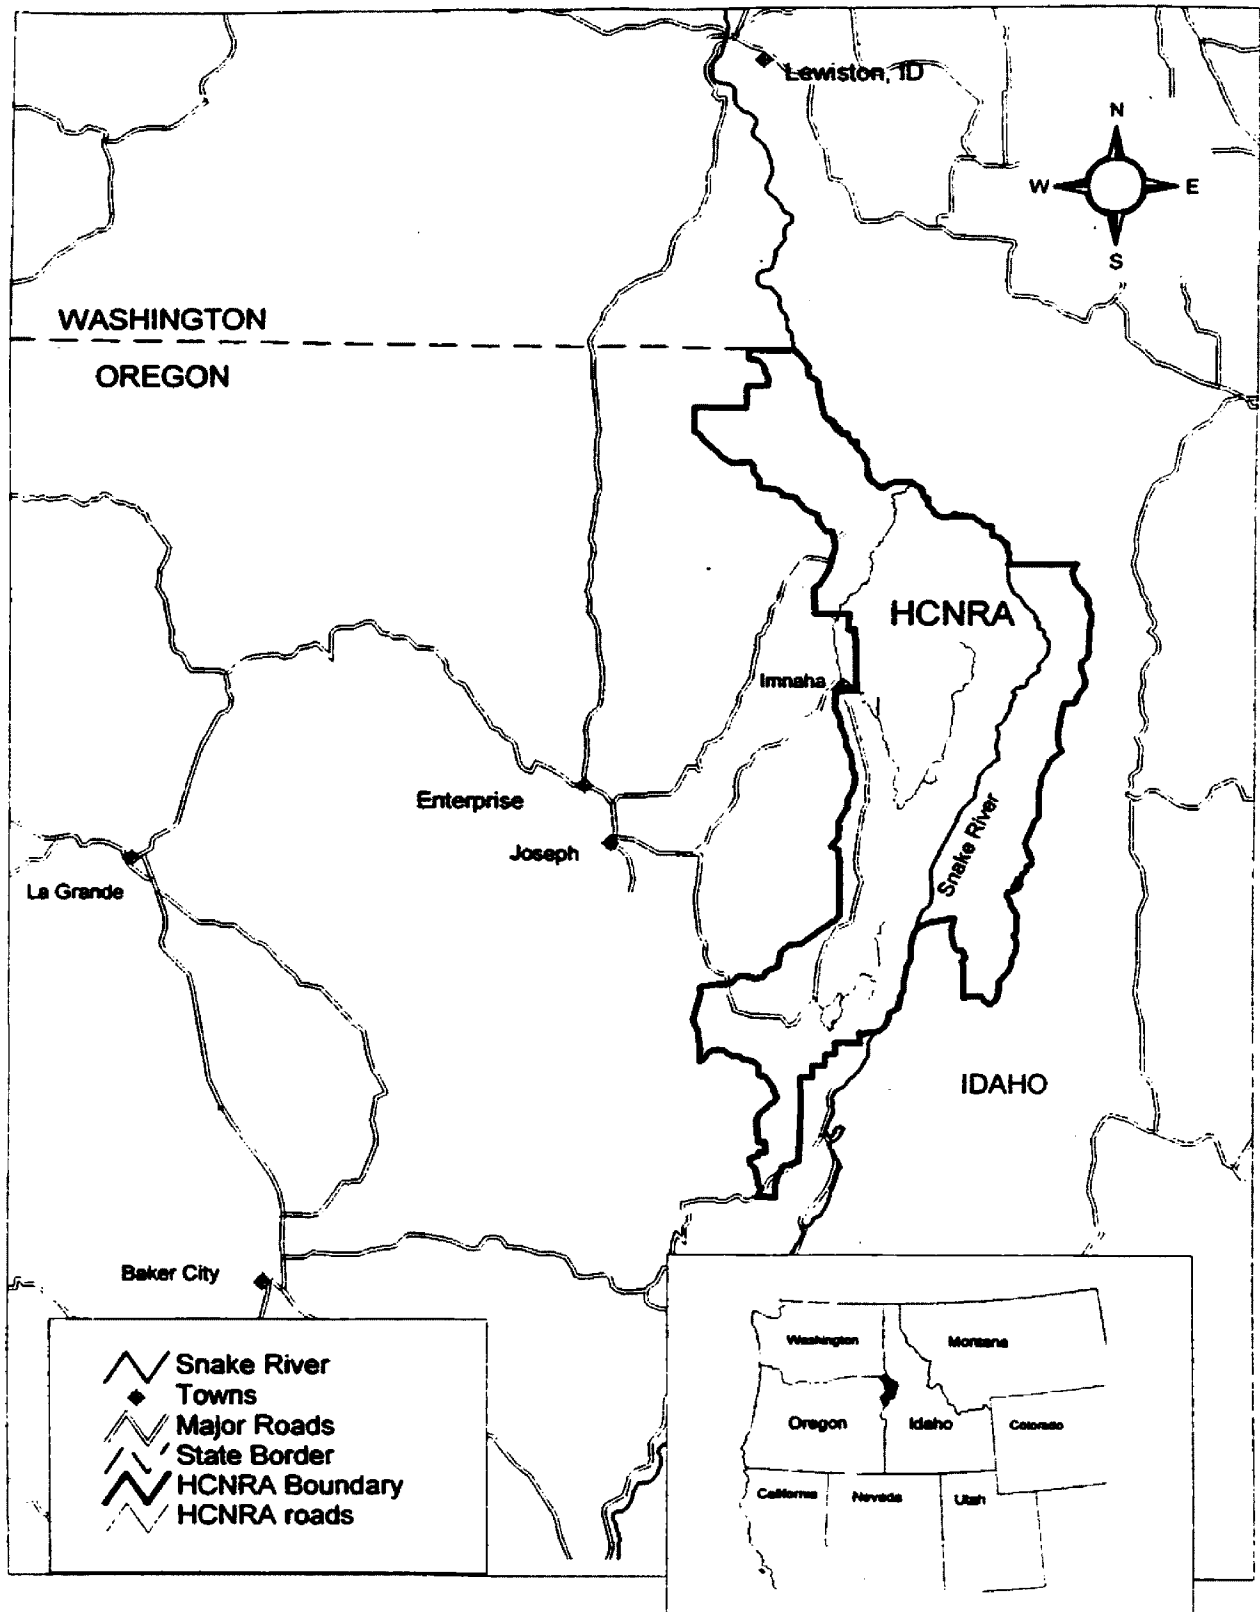 Lewiston, ID
N
W
E
S
WASHINGTON
OREGON
HCNRA
Imnaha
Enterprise
Joseph
Snake River
La Grande
IDAHO
Baker City
Snake River
Towns
Major Roads
State Border
HCNRA Boundary
HCNRA roads
Washington
Montana
Oregon
Idaho
Colorado
California
Nevada
Utah